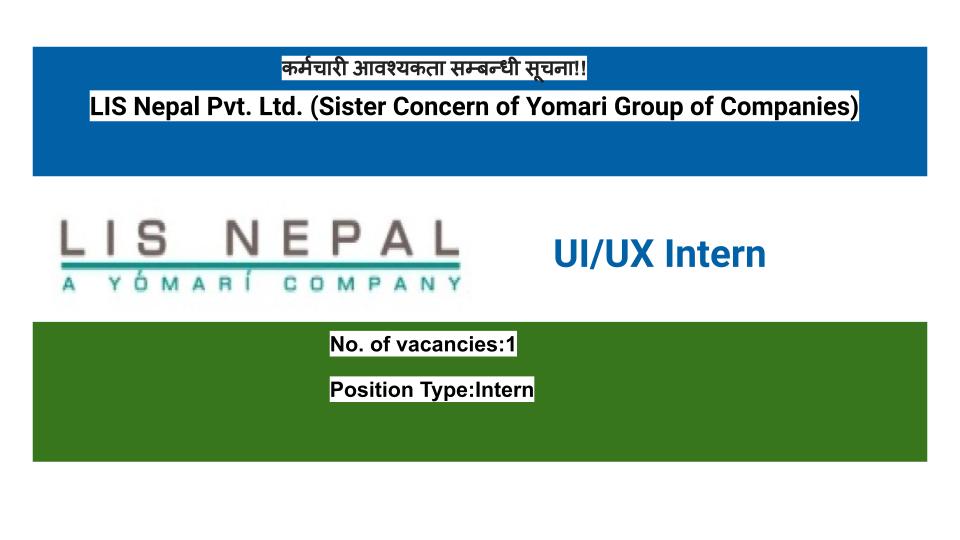 कर्मचारी आवश्यकता सम्बन्धी सूचना!!
LIS Nepal Pvt. Ltd. (Sister Concern of Yomari Group of Companies)
LIS NEPAL
A YÓMARÍ COMPANY
UI/UX Intern
No. of vacancies:1
Position Type:Intern